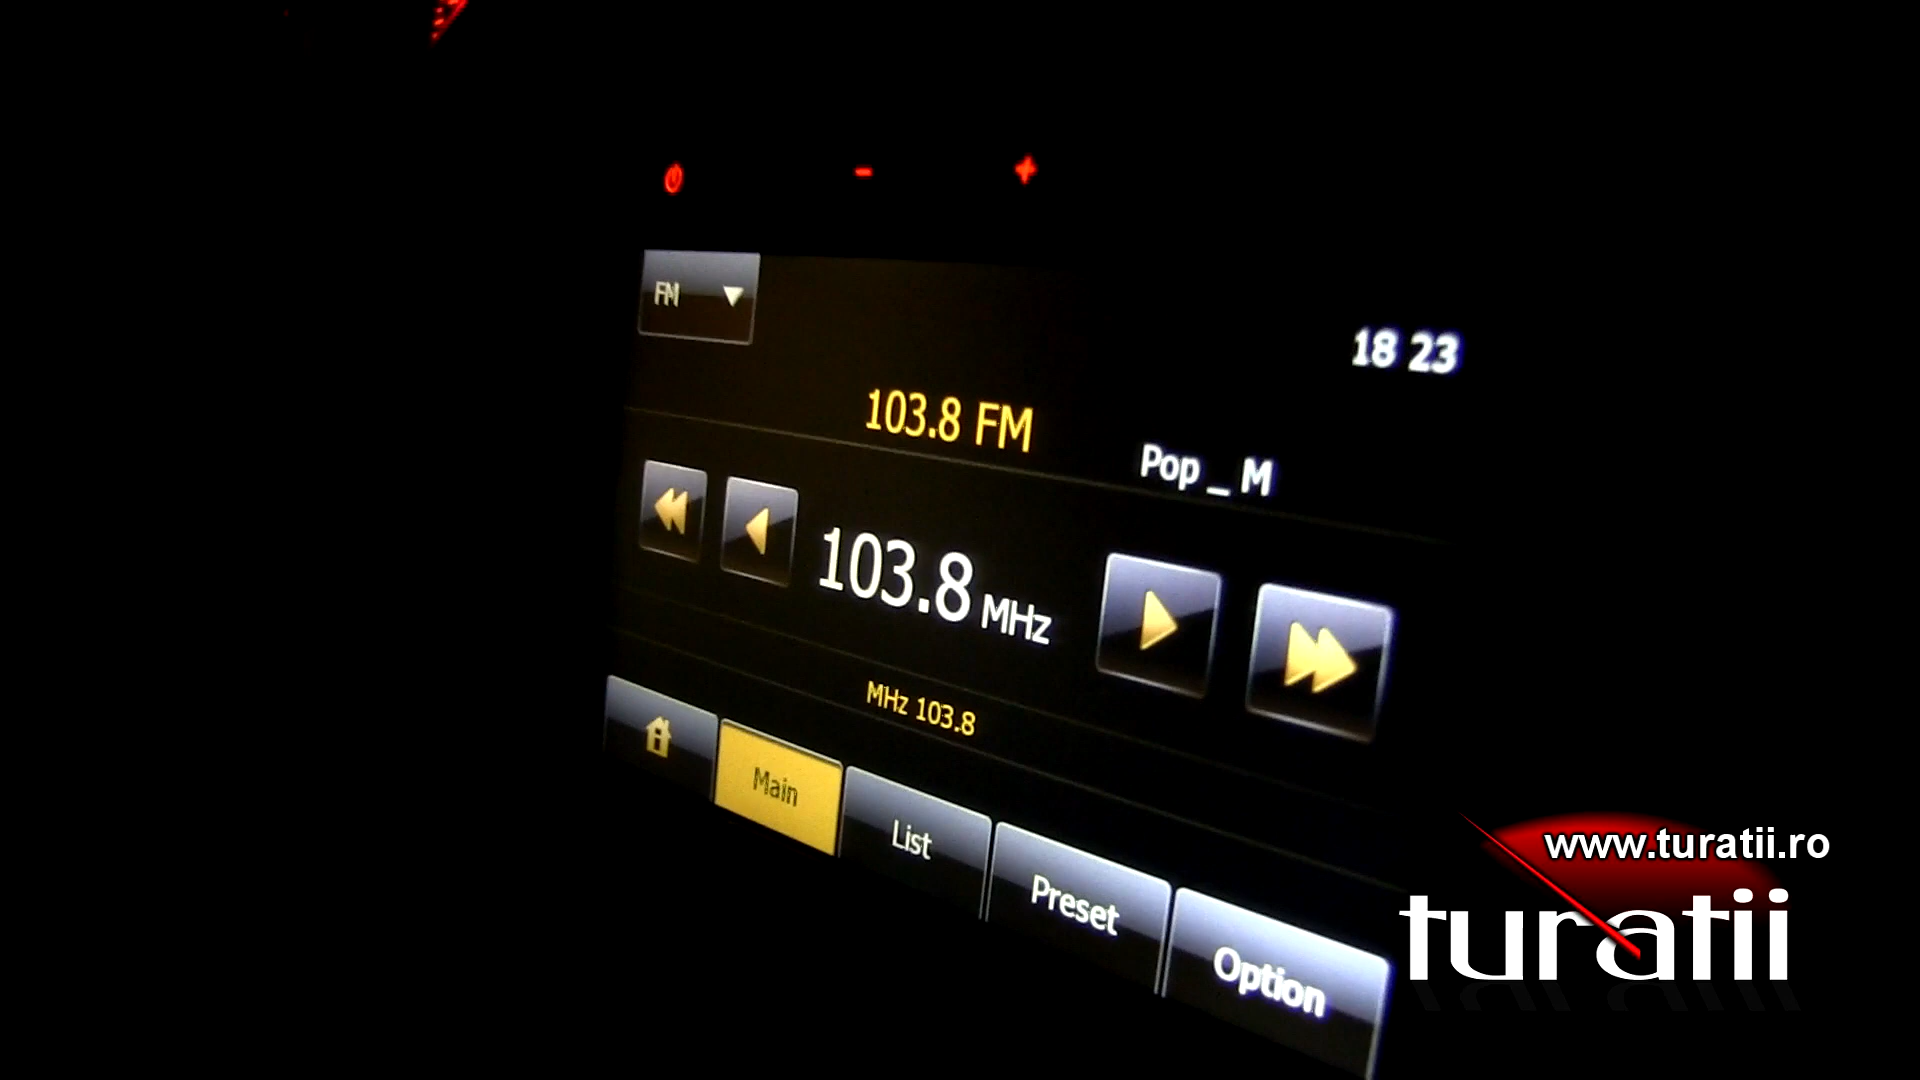 FM
18 23
103.8 FM
Pop _ M
103.8 MHz
MHz 103.8
Main
List
Preset
Option
www.turatii.ro
turatii